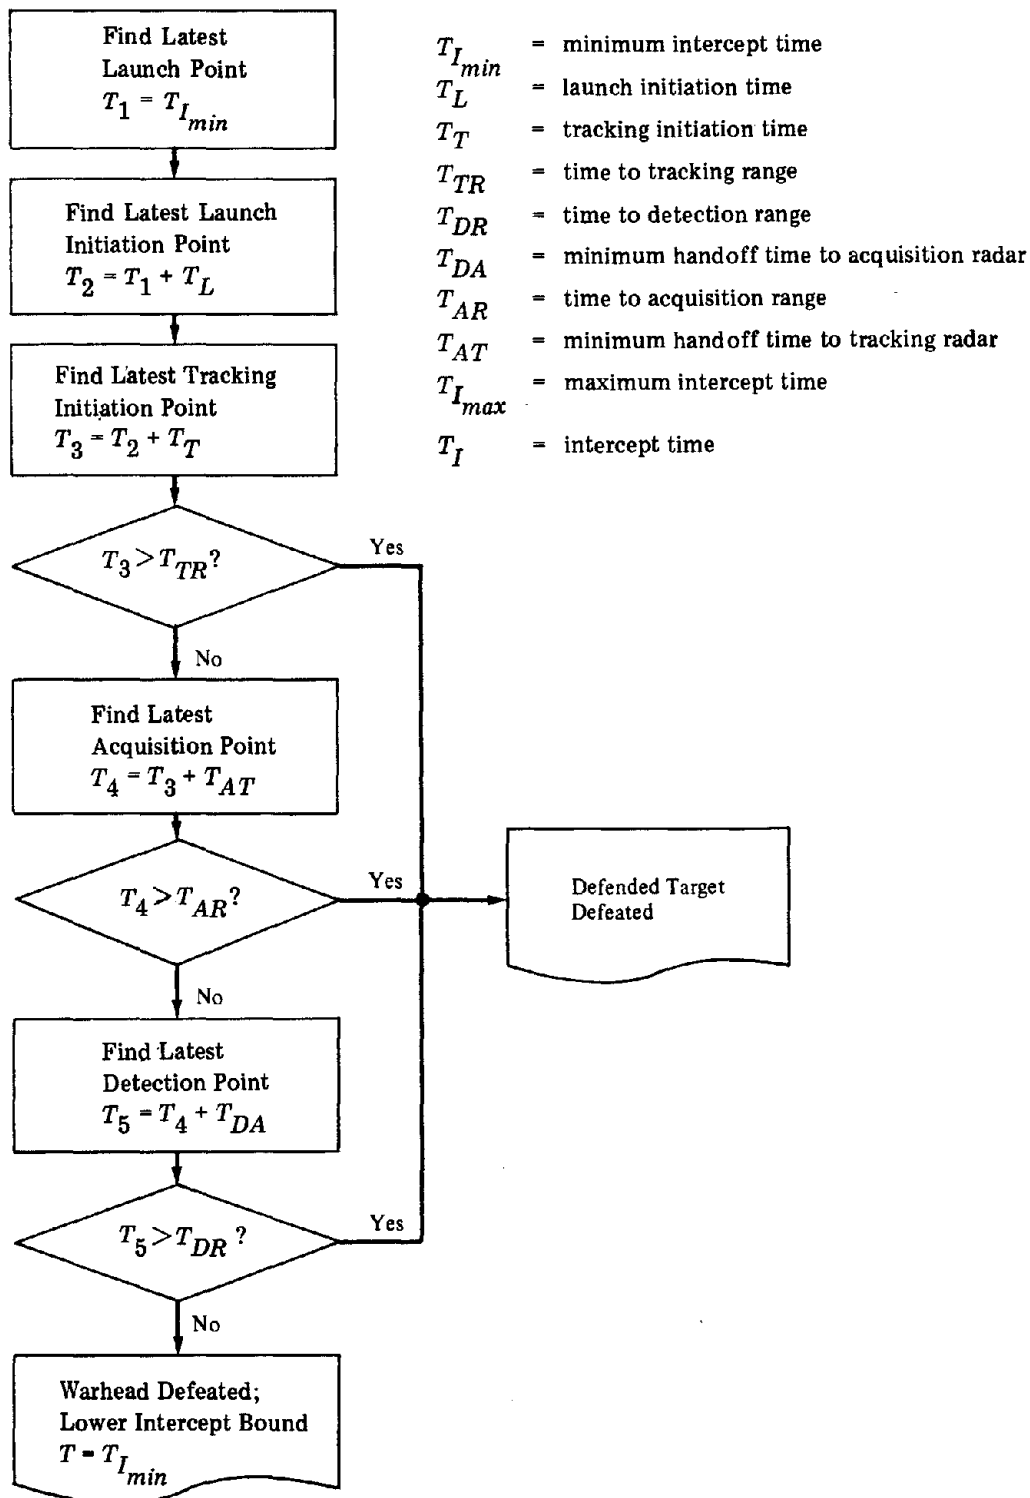 Find Latest
Launch Point
T1 = TImin
Find Latest Launch
Initiation Point
T2 = T1 + TL
Find Latest Tracking
Initiation Point
T3 = T2 + TT
T3 > TTR?
Yes
No
Find Latest
Acquisition Point
T4 = T3 + TAT
T4 > TAR?
Yes
No
Find Latest
Detection Point
T5 = T4 + TDA
T5 > TDR ?
Yes
No
Warhead Defeated;
Lower Intercept Bound
T = TImin
Defended Target
Defeated
TImin = minimum intercept time
TL = launch initiation time
TT = tracking initiation time
TTR = time to tracking range
TDR = time to detection range
TDA = minimum handoff time to acquisition radar
TAR = time to acquisition range
TAT = minimum handoff time to tracking radar
TImax = maximum intercept time
TI = intercept time